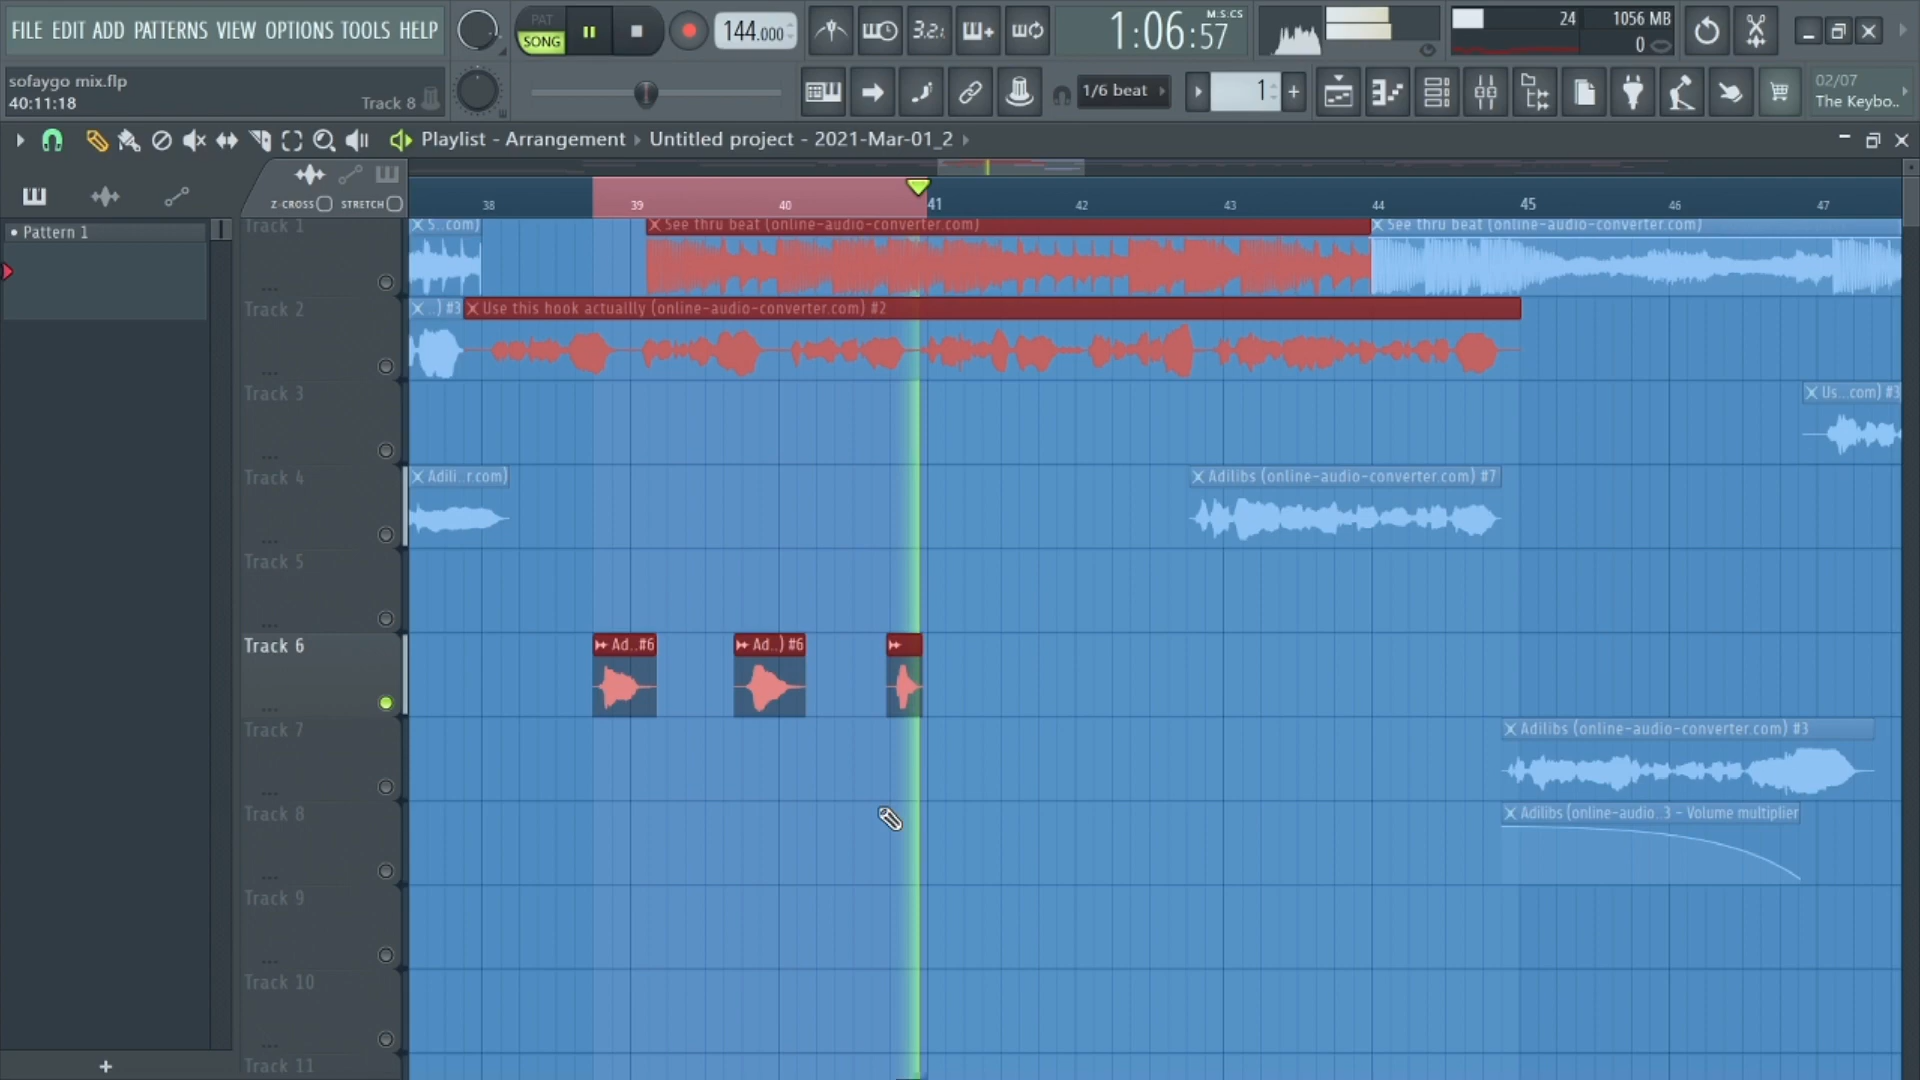 FILE EDIT ADD PATTERNS VIEW OPTIONS TOOLS HELP
PAT
SONG
144.000
3.2.1
1:06:57
M:S:CS
24
1056 MB
0
sofaygo mix.flp
40:11:18
Track 8
1/6 beat
1
02/07
The Keybo..
Playlist - Arrangement
Untitled project - 2021-Mar-01_2
Z-CROSS
STRETCH
38
39
40
41
42
43
44
45
46
47
Pattern 1
Track 1
S..com)
See thru beat (online-audio-converter.com)
See thru beat (online-audio-converter.com)
Track 2
..) #3
Use this hook actuallly (online-audio-converter.com) #2
Track 3
Us...com) #3
Track 4
Adili..r.com)
Adilibs (online-audio-converter.com) #7
Track 5
Track 6
Ad..#6
Ad..) #6
Track 7
Adilibs (online-audio-converter.com) #3
Track 8
Adilibs (online-audio..3 - Volume multiplier
Track 9
Track 10
Track 11